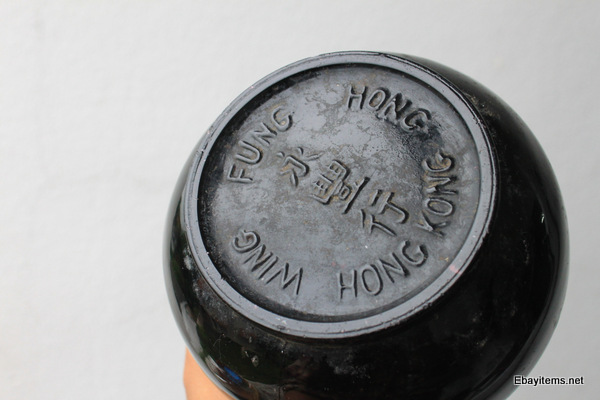 WING FUNG HONG
HONG KONG
永豐行
Ebayitems.net